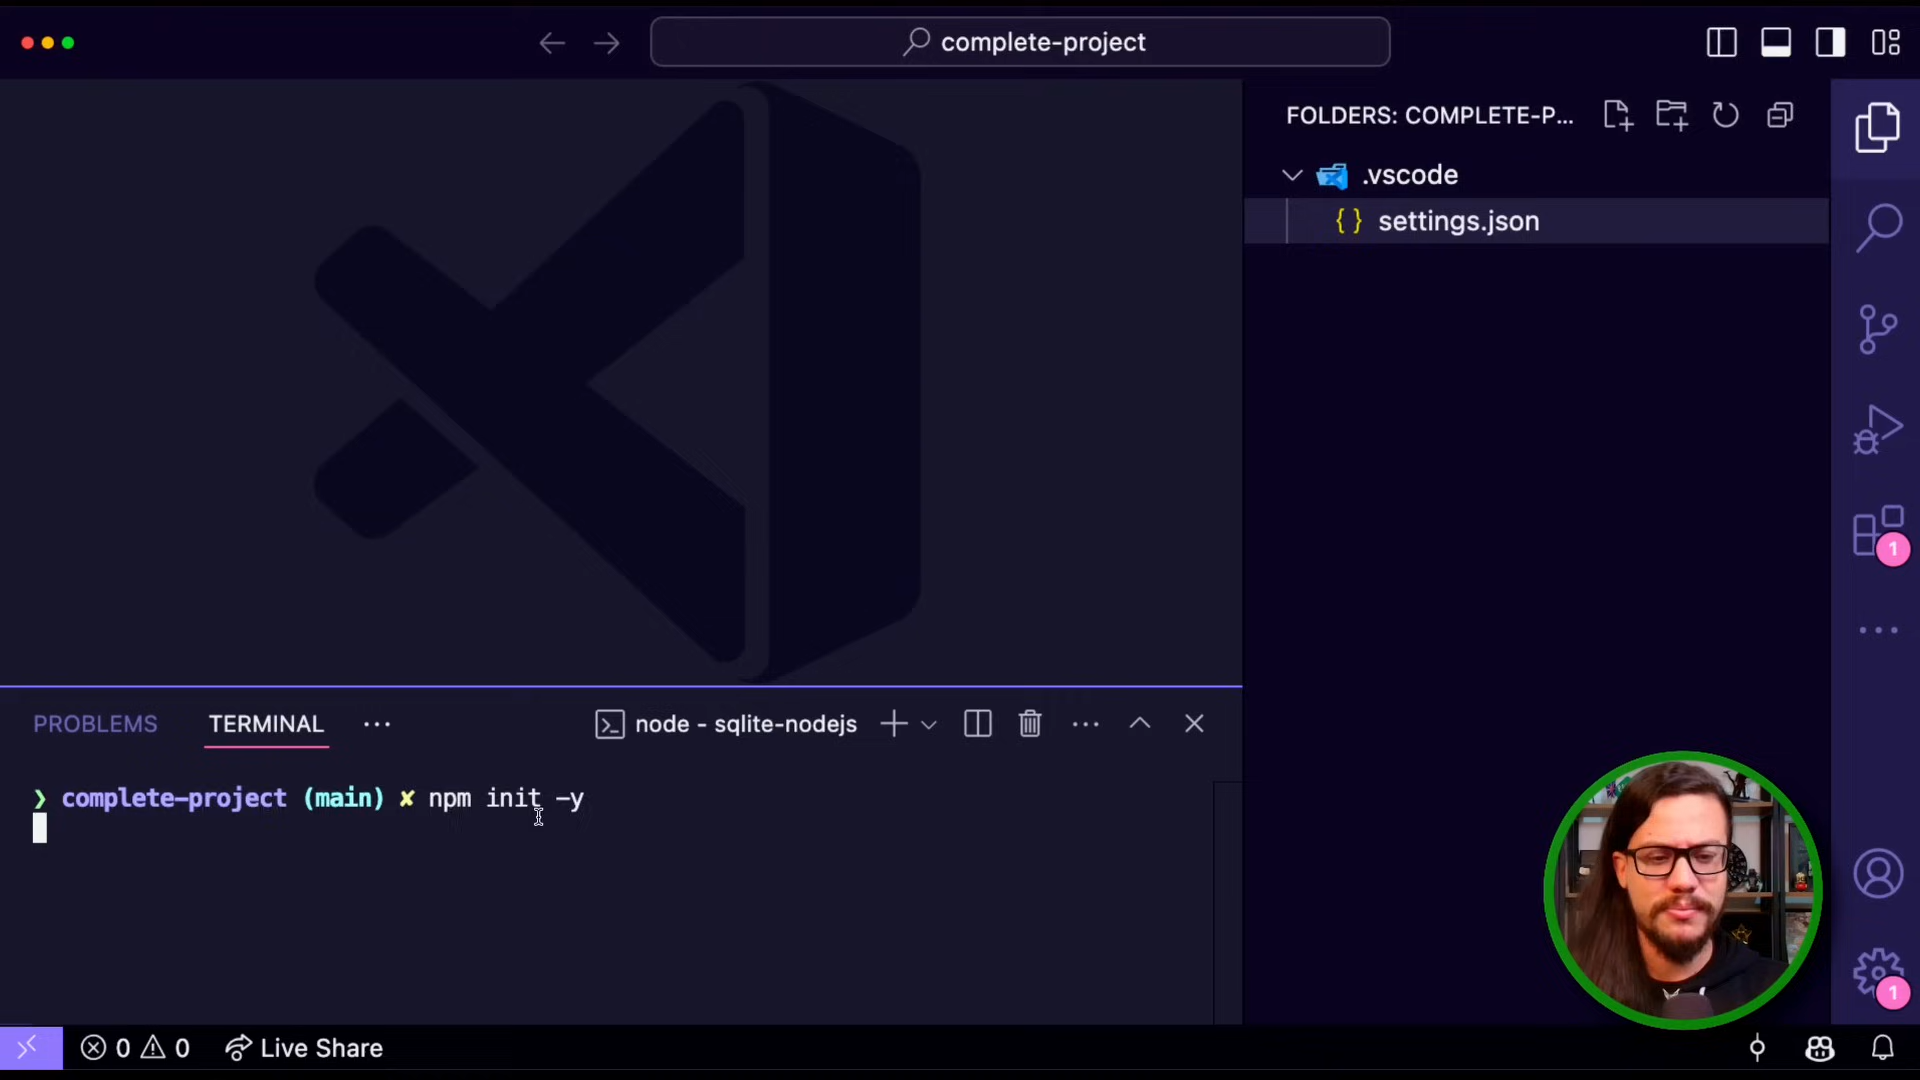 complete-project
FOLDERS: COMPLETE-P...
.vscode
{ } settings.json
1
PROBLEMS
TERMINAL
node - sqlite-nodejs
❯ complete-project (main) ✘ npm init -y
1
0
0
Live Share